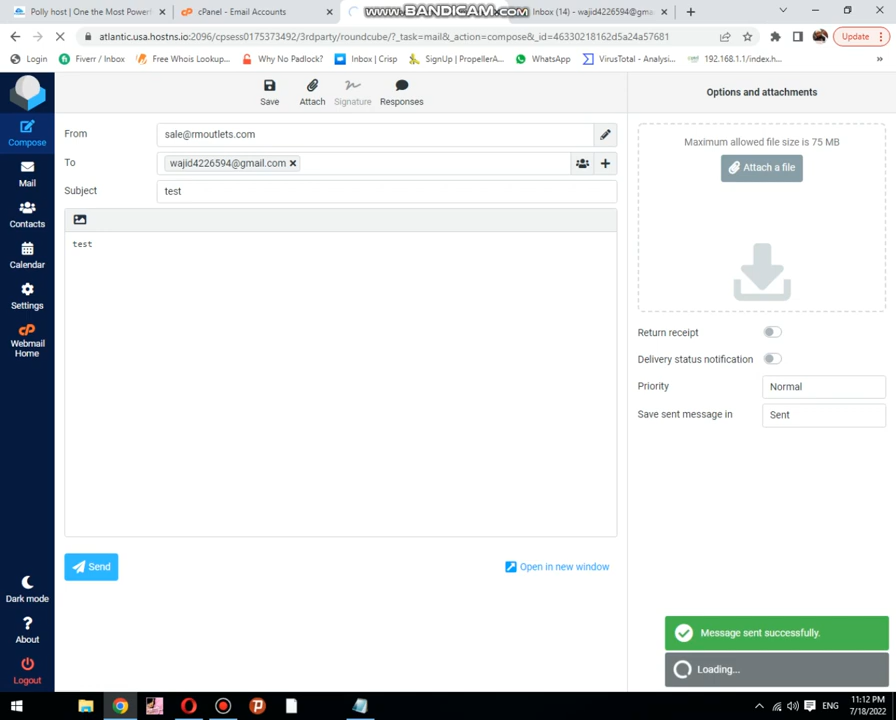 Polly host | One the Most Powerf
cPanel - Email Accounts
WWW.BANDICAM.COM
Inbox (14) - wajid4226594@gma
atlantic.usa.hostns.io:2096/cpsess0175373492/3rdparty/roundcube/?_task=mail&_action=compose&_id=46330218162d5a24a57681
Update
Login
Fiverr / Inbox
Free Whois Lookup...
Why No Padlock?
Inbox | Crisp
SignUp | PropellerA...
WhatsApp
VirusTotal - Analysi...
192.168.1.1/index.h...
Compose
Mail
Contacts
Calendar
Settings
Webmail
Home
Dark mode
About
Logout
Save
Attach
Signature
Responses
From
sale@rmoutlets.com
To
wajid4226594@gmail.com
Subject
test
test
Send
Open in new window
Options and attachments
Maximum allowed file size is 75 MB
Attach a file
Return receipt
Delivery status notification
Priority
Normal
Save sent message in
Sent
Message sent successfully.
Loading...
ENG
11:12 PM
7/18/2022